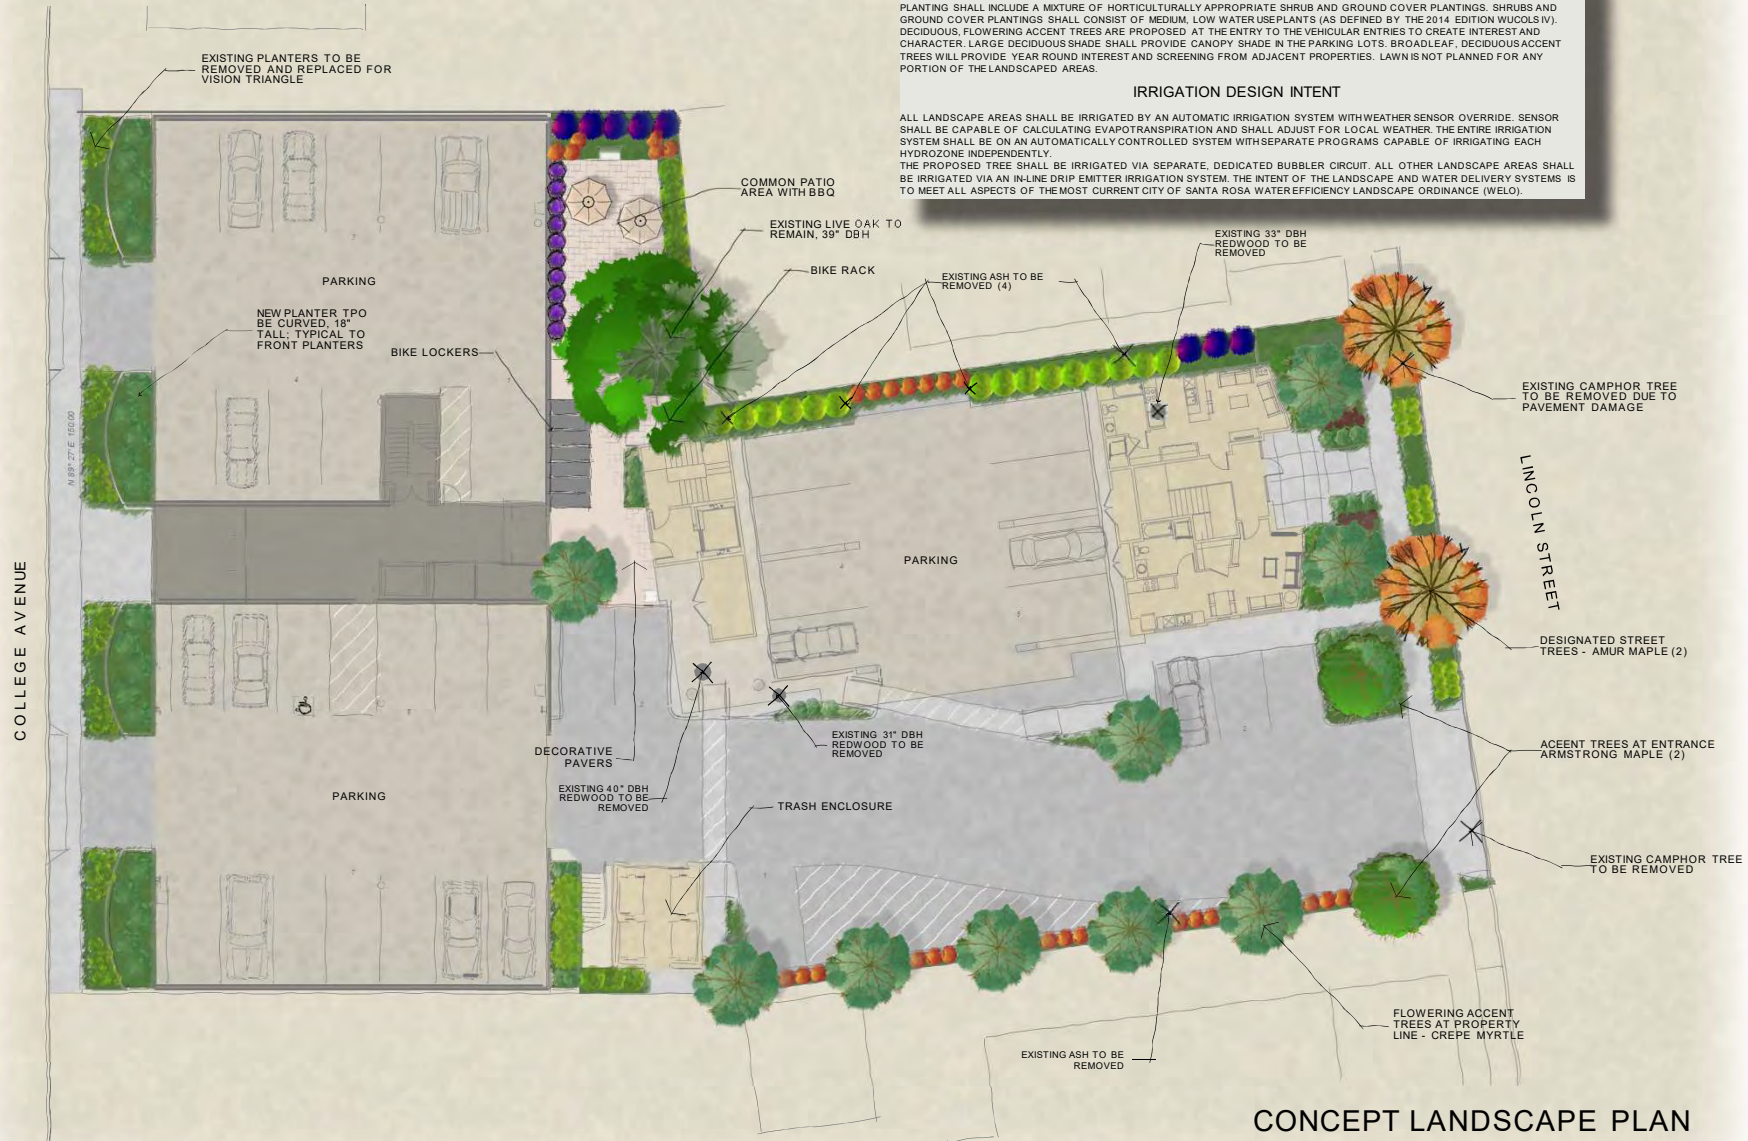 PLANTING SHALL INCLUDE A MIXTURE OF HORTICULTURALLY APPROPRIATE SHRUB AND GROUND COVER PLANTINGS. SHRUBS AND
GROUND COVER PLANTINGS SHALL CONSIST OF MEDIUM, LOW WATER USE PLANTS (AS DEFINED BY THE 2014 EDITION WUCOLS IV).
DECIDUOUS, FLOWERING ACCENT TREES ARE PROPOSED AT THE ENTRY TO THE VEHICULAR ENTRIES TO CREATE INTEREST AND
CHARACTER. LARGE DECIDUOUS SHADE SHALL PROVIDE CANOPY SHADE IN THE PARKING LOTS. BROADLEAF, DECIDUOUS ACCENT
TREES WILL PROVIDE YEAR ROUND INTEREST AND SCREENING FROM ADJACENT PROPERTIES. LAWN IS NOT PLANNED FOR ANY
PORTION OF THE LANDSCAPED AREAS.
IRRIGATION DESIGN INTENT
ALL LANDSCAPE AREAS SHALL BE IRRIGATED BY AN AUTOMATIC IRRIGATION SYSTEM WITH WEATHER SENSOR OVERRIDE. SENSOR
SHALL BE CAPABLE OF CALCULATING EVAPOTRANSPIRATION AND SHALL ADJUST FOR LOCAL WEATHER. THE ENTIRE IRRIGATION
SYSTEM SHALL BE ON AN AUTOMATICALLY CONTROLLED SYSTEM WITH SEPARATE PROGRAMS CAPABLE OF IRRIGATING EACH
HYDROZONE INDEPENDENTLY.
THE PROPOSED TREE SHALL BE IRRIGATED VIA SEPARATE, DEDICATED BUBBLER CIRCUIT. ALL OTHER LANDSCAPE AREAS SHALL
BE IRRIGATED VIA AN IN-LINE DRIP EMITTER IRRIGATION SYSTEM. THE INTENT OF THE LANDSCAPE AND WATER DELIVERY SYSTEMS IS
TO MEET ALL ASPECTS OF THE MOST CURRENT CITY OF SANTA ROSA WATER EFFICIENCY LANDSCAPE ORDINANCE (WELO).
EXISTING PLANTERS TO BE
REMOVED AND REPLACED FOR
VISION TRIANGLE
COMMON PATIO
AREA WITH BBQ
EXISTING LIVE OAK TO
REMAIN, 39" DBH
BIKE RACK
EXISTING ASH TO BE
REMOVED (4)
EXISTING 33" DBH
REDWOOD TO BE
REMOVED
PARKING
NEW PLANTER TPO
BE CURVED, 18"
TALL; TYPICAL TO
FRONT PLANTERS
BIKE LOCKERS
EXISTING CAMPHOR TREE
TO BE REMOVED DUE TO
PAVEMENT DAMAGE
N 89° 27' E 150.00
LINCOLN STREET
PARKING
COLLEGE AVENUE
DESIGNATED STREET
TREES - AMUR MAPLE (2)
DECORATIVE
PAVERS
EXISTING 31" DBH
REDWOOD TO BE
REMOVED
ACEENT TREES AT ENTRANCE
ARMSTRONG MAPLE (2)
EXISTING 40" DBH
REDWOOD TO BE
REMOVED
PARKING
TRASH ENCLOSURE
EXISTING CAMPHOR TREE
TO BE REMOVED
FLOWERING ACCENT
TREES AT PROPERTY
LINE - CREPE MYRTLE
EXISTING ASH TO BE
REMOVED
CONCEPT LANDSCAPE PLAN